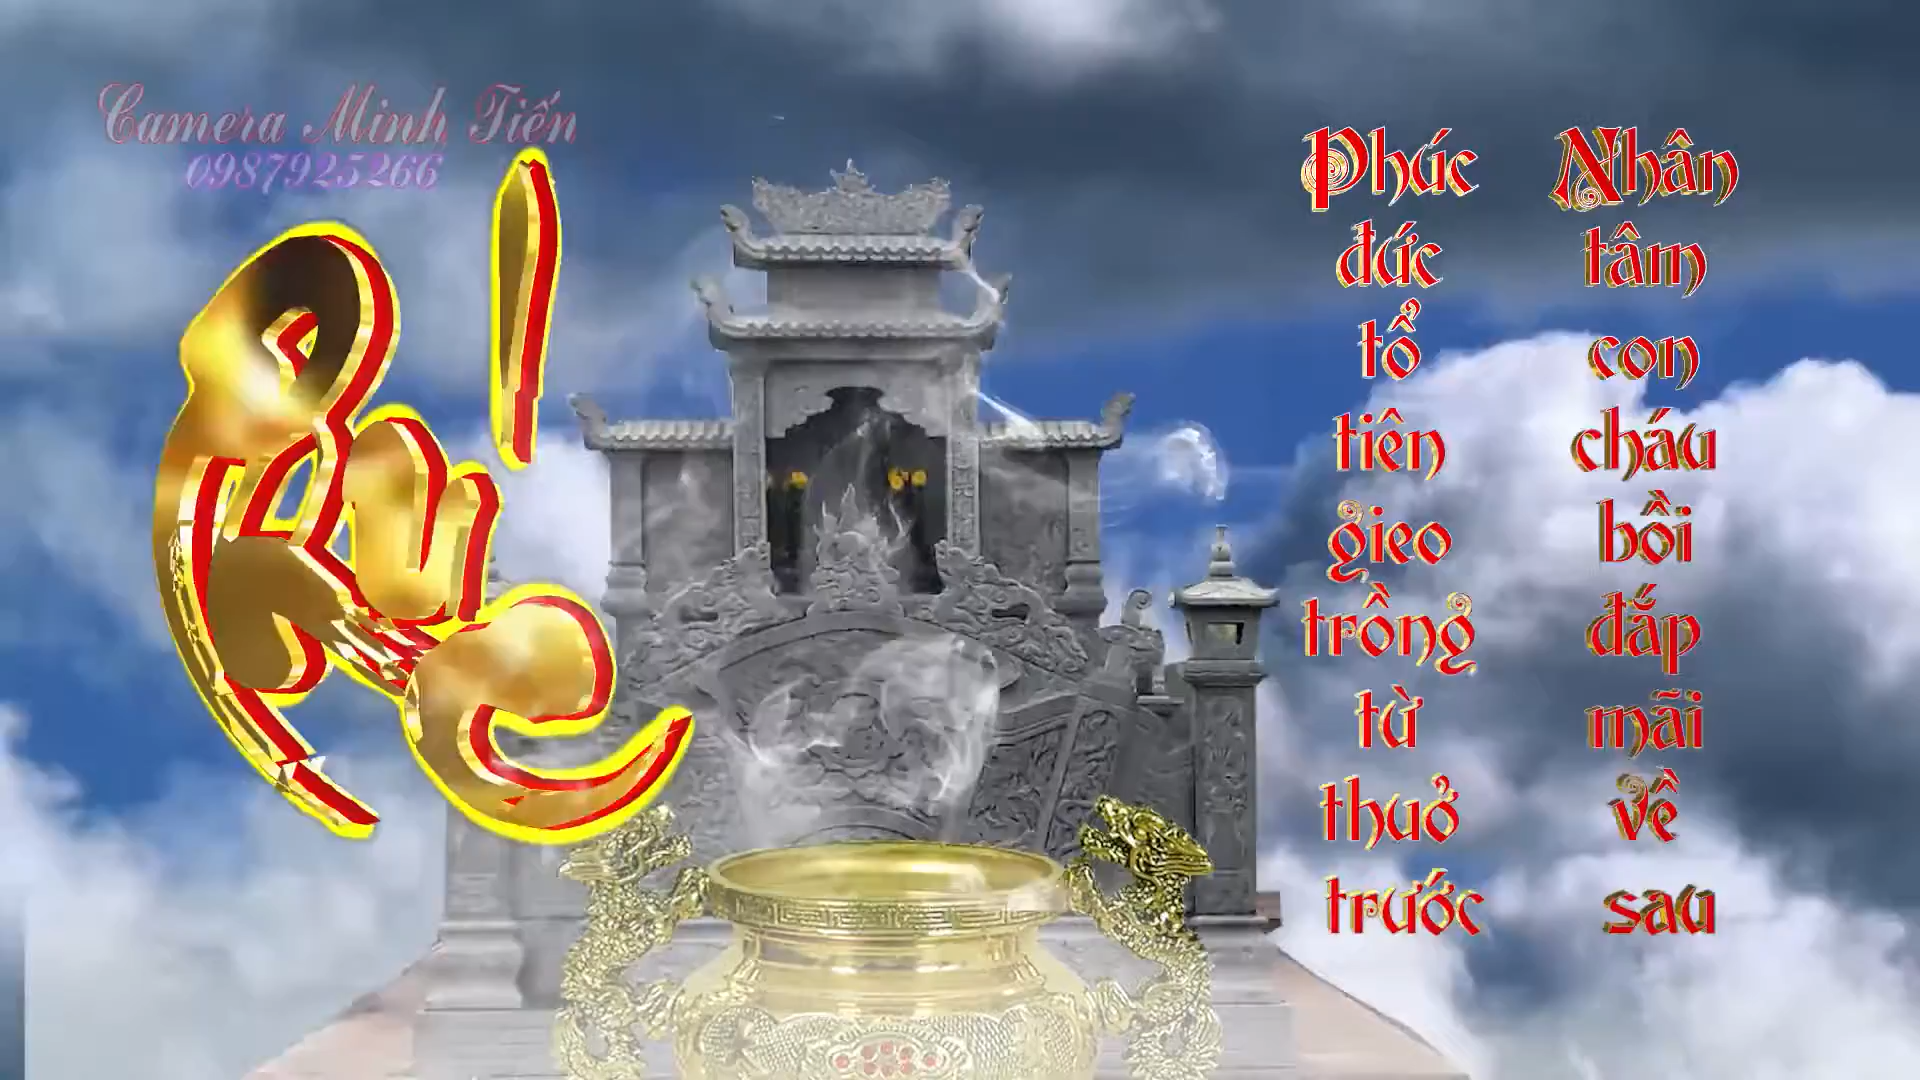 Camera Minh Tiến
0987925266
Phúc
đức
tổ
tiên
gieo
trồng
từ
thuở
trước
Nhân
tâm
con
cháu
bồi
đắp
mãi
về
sau